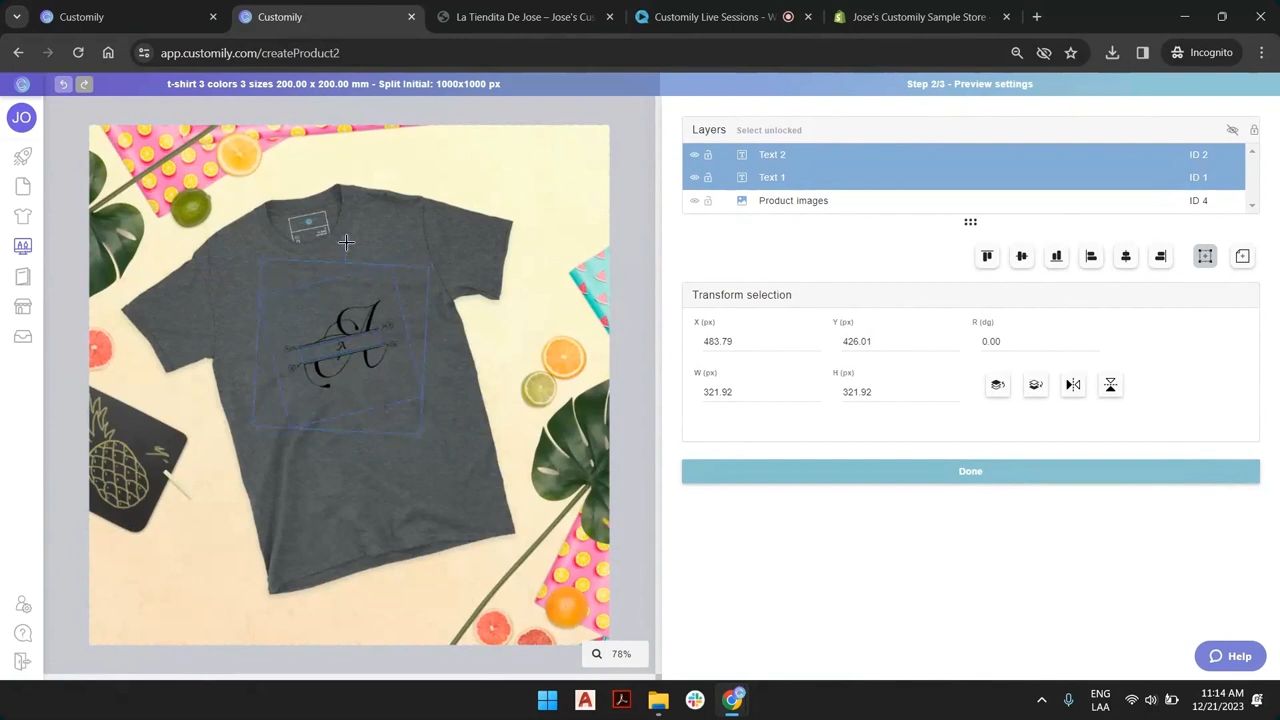 Customily
Customily
La Tiendita De Jose – Jose's Cus
Customily Live Sessions - W
Jose's Customily Sample Store -
app.customily.com/createProduct2
Incognito
t-shirt 3 colors 3 sizes 200.00 x 200.00 mm - Split Initial: 1000x1000 px
Step 2/3 - Preview settings
JO
Layers
Select unlocked
Text 2
ID 2
Text 1
ID 1
Product images
ID 4
Transform selection
X (px)
Y (px)
R (dg)
483.79
426.01
0.00
W (px)
H (px)
321.92
321.92
Done
A
A
78%
Help
ENG
LAA
11:14 AM
12/21/2023